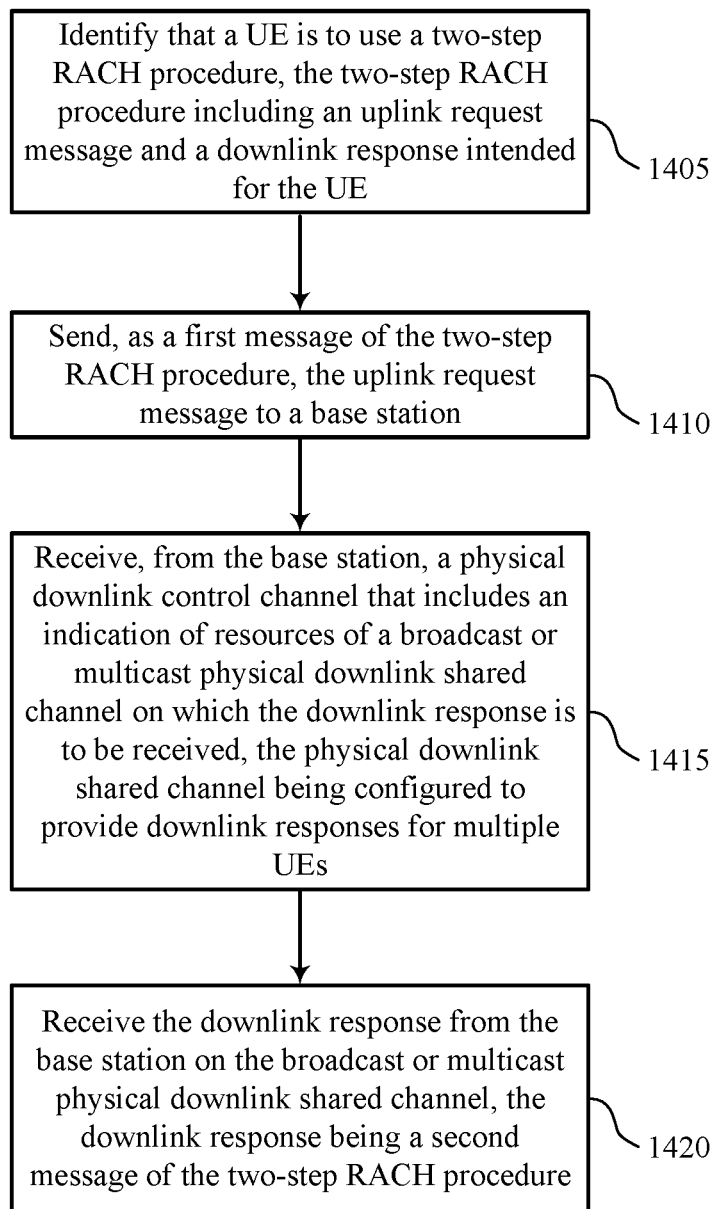 Identify that a UE is to use a two-step
RACH procedure, the two-step RACH
procedure including an uplink request
message and a downlink response intended
for the UE
1405
Send, as a first message of the two-step
RACH procedure, the uplink request
message to a base station
1410
Receive, from the base station, a physical
downlink control channel that includes an
indication of resources of a broadcast or
multicast physical downlink shared
channel on which the downlink response is
to be received, the physical downlink
shared channel being configured to
provide downlink responses for multiple
UEs
1415
Receive the downlink response from the
base station on the broadcast or multicast
physical downlink shared channel, the
downlink response being a second
message of the two-step RACH procedure
1420